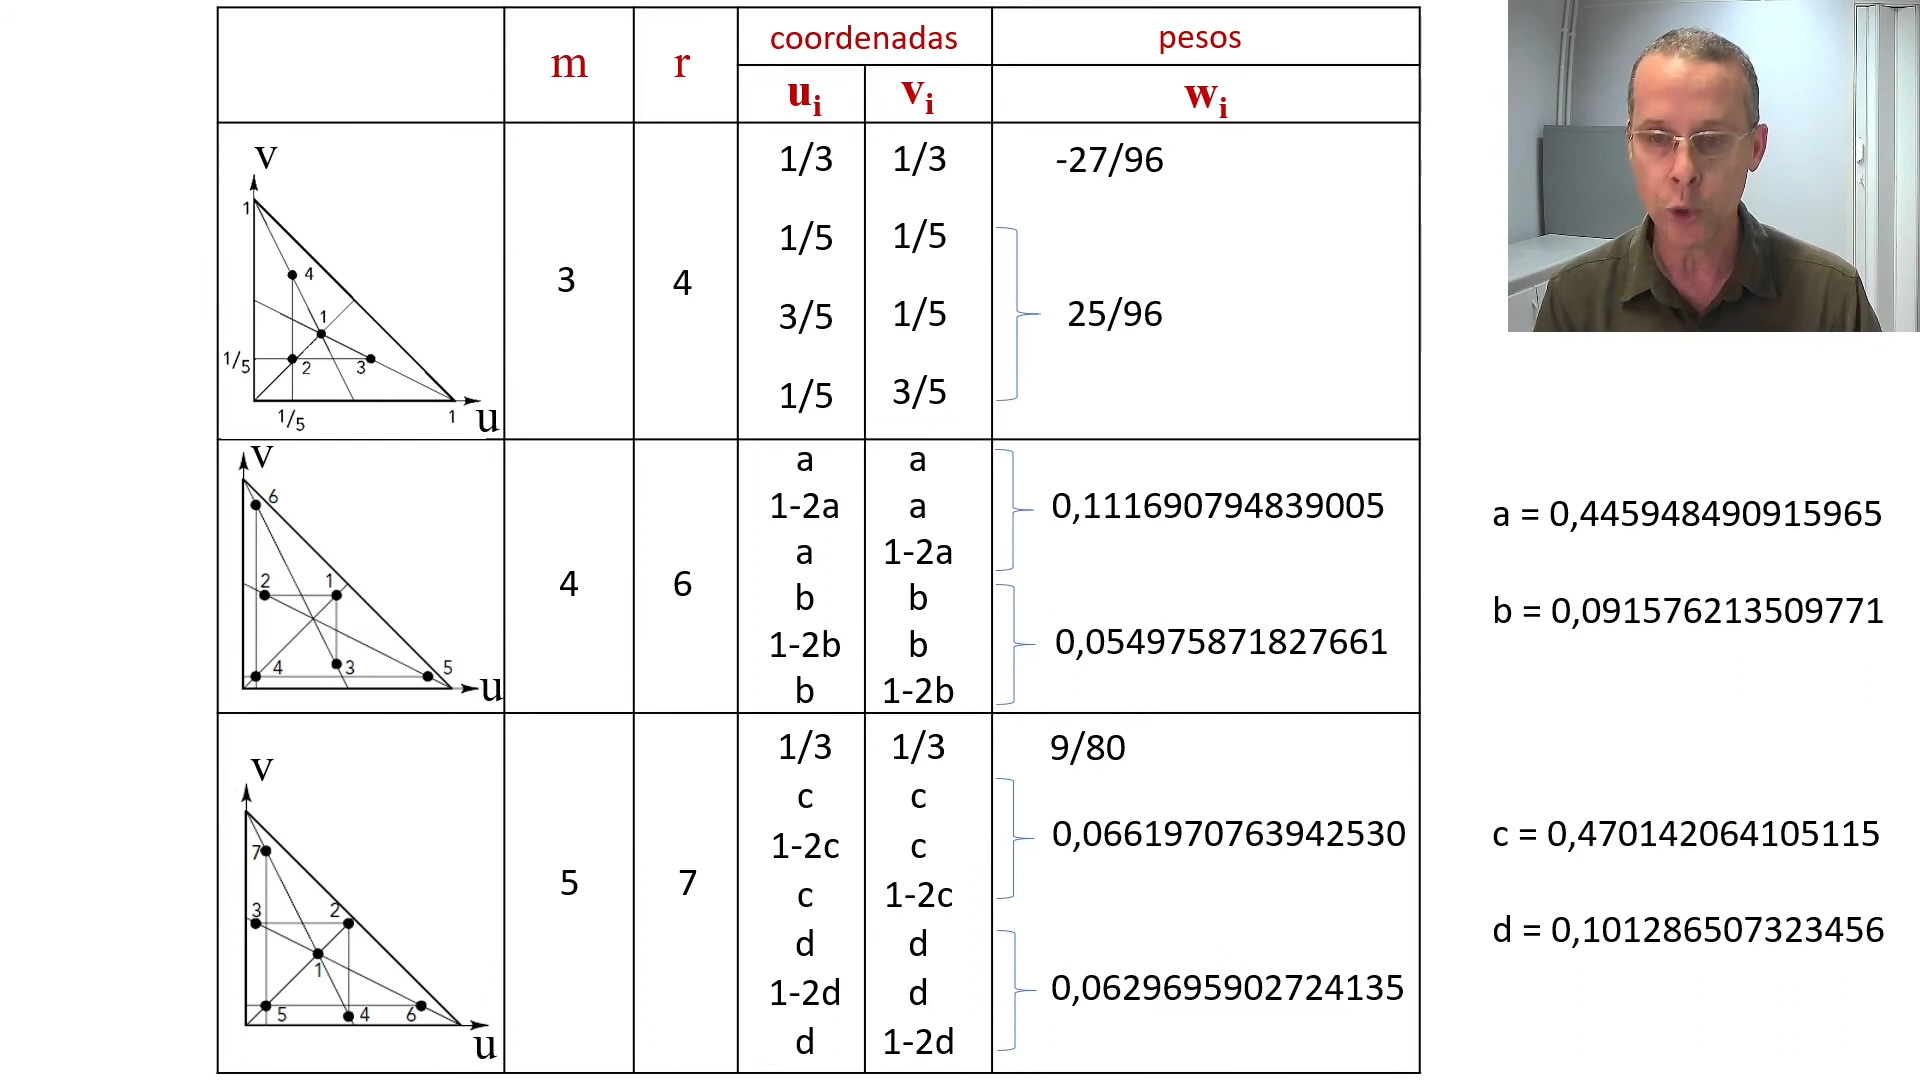 m r coordenadas pesos
ui vi wi
v
1
4
1
1/5
2 3
1/5 1 u
3 4
1/3 1/3 -27/96
1/5 1/5
3/5 1/5 25/96
1/5 3/5
v
6
2 1
4 3 5
u
4 6
a a
1-2a a 0,111690794839005
a 1-2a
b b
1-2b b 0,054975871827661
b 1-2b
a = 0,445948490915965
b = 0,091576213509771
v
7
3 2
1
5 4 6
u
5 7
1/3 1/3 9/80
c c
1-2c c 0,0661970763942530
c 1-2c
d d
1-2d d 0,0629695902724135
d 1-2d
c = 0,470142064105115
d = 0,101286507323456